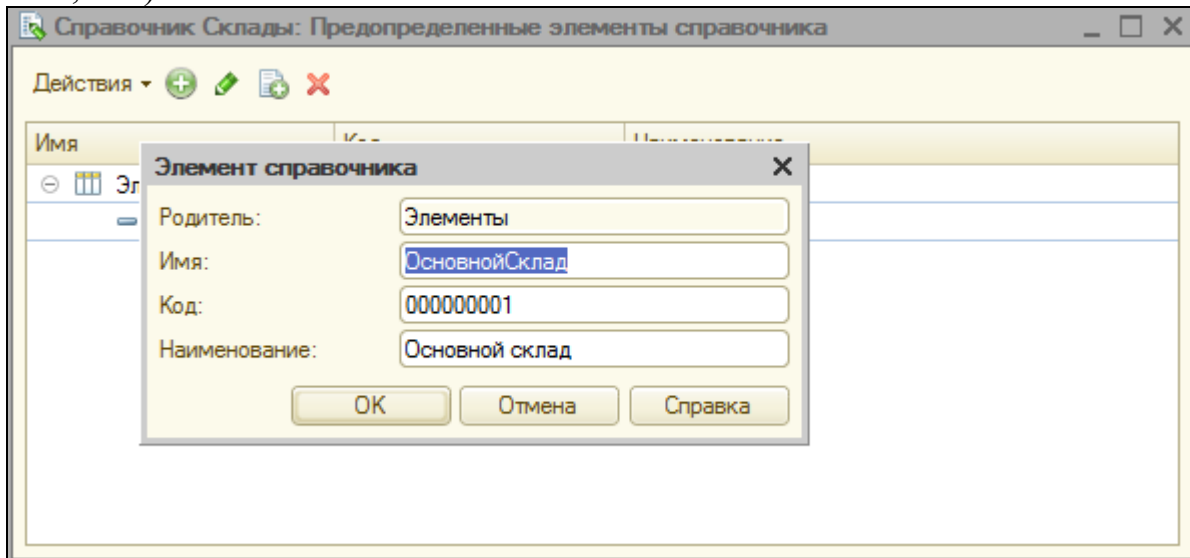 Справочник Склады: Предопределенные элементы справочника
Действия
Имя
Элемент справочника
Родитель: Элементы
Имя: ОсновнойСклад
Код: 000000001
Наименование: Основной склад
OK Отмена Справка